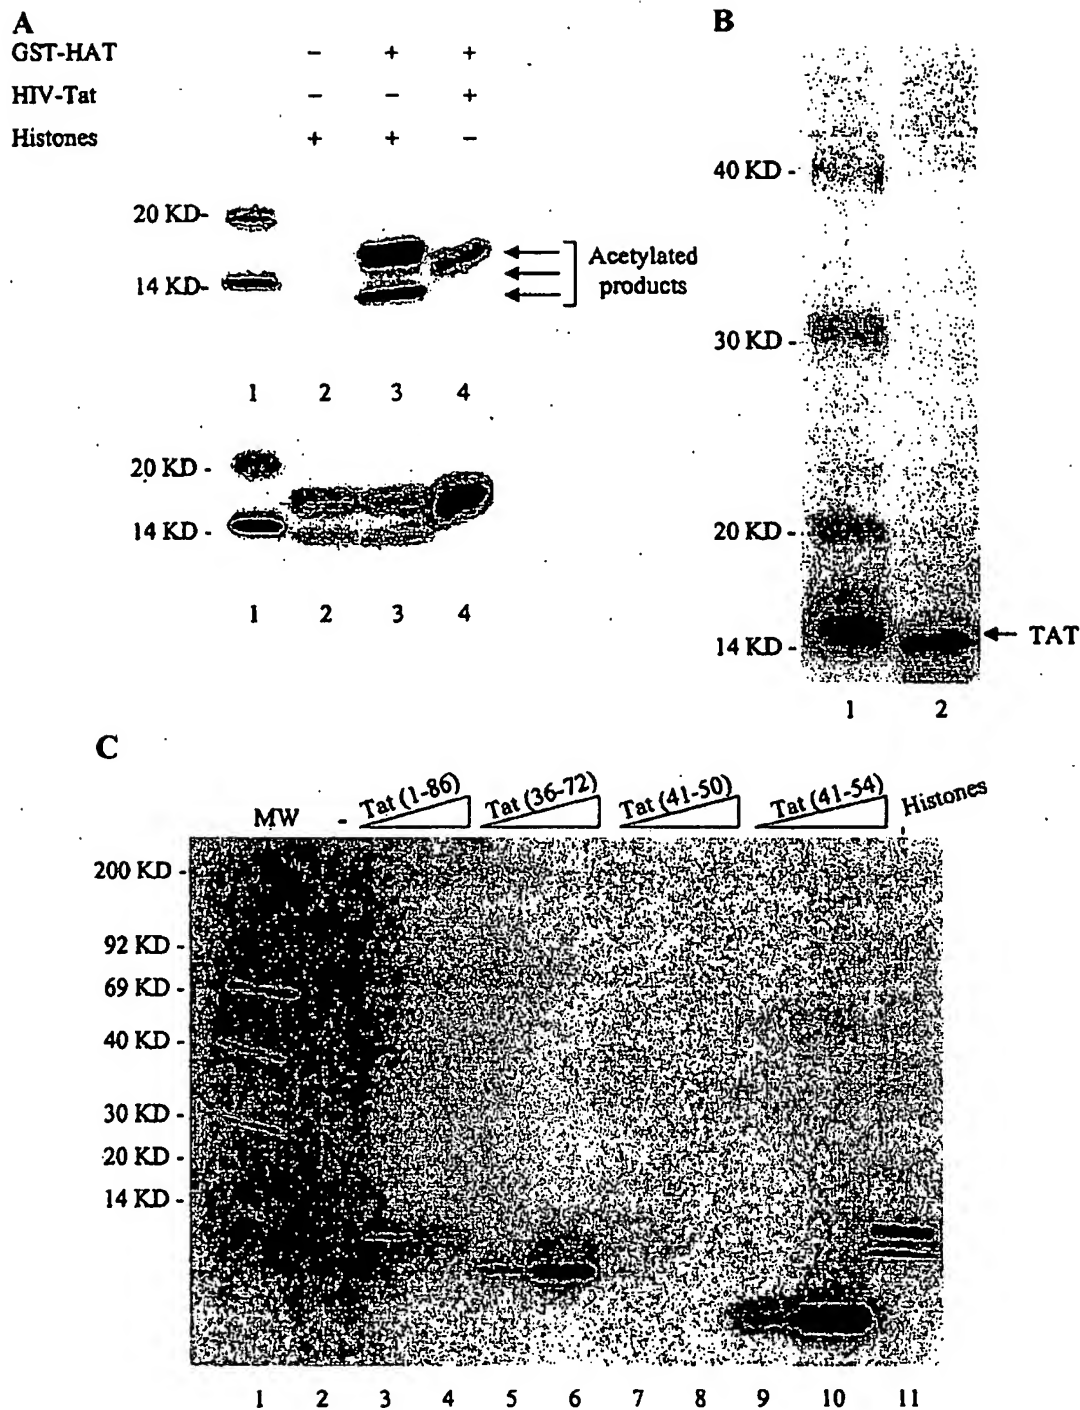 A
GST-HAT - + +
HIV-Tat - - +
Histones + + -
20 KD-
14 KD-
Acetylated
products
1 2 3 4
20 KD -
14 KD -
1 2 3 4
B
40 KD -
30 KD -
20 KD -
14 KD -
TAT
1 2
C
MW - Tat (1-86) Tat (36-72) Tat (41-50) Tat (41-54) Histones
200 KD -
92 KD -
69 KD -
40 KD -
30 KD -
20 KD -
14 KD -
1 2 3 4 5 6 7 8 9 10 11